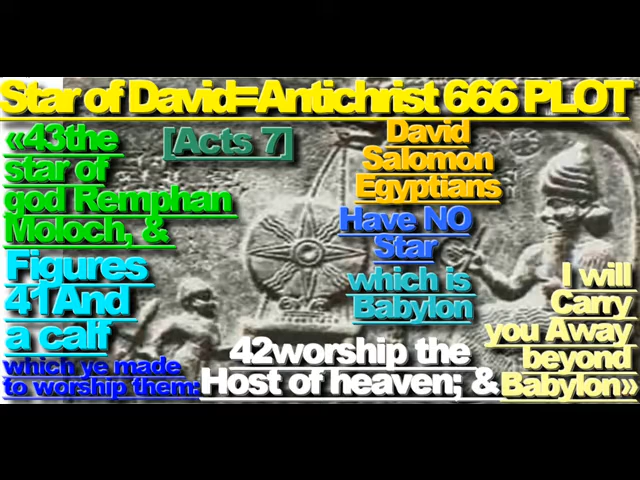 Star of David=Antichrist 666 PLOT
«43the
star of
god Remphan
Moloch, &
Figures
41And
a calf
which ye made
to worship them:
[Acts 7]
David
Salomon
Egyptians
Have NO
Star
which is
Babylon
42worship the
Host of heaven; &
I will
Carry
you Away
beyond
Babylon»